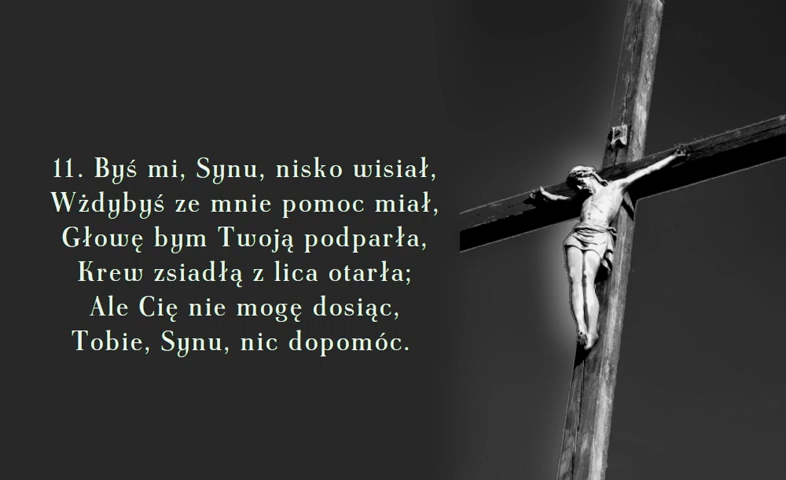 11. Byś mi, Synu, nisko wisiał,
Wżdybyś ze mnie pomoc miał,
Głowę bym Twoją podparła,
Krew zsiadłą z lica otarła;
Ale Cię nie mogę dosiąc,
Tobie, Synu, nic dopomóc.